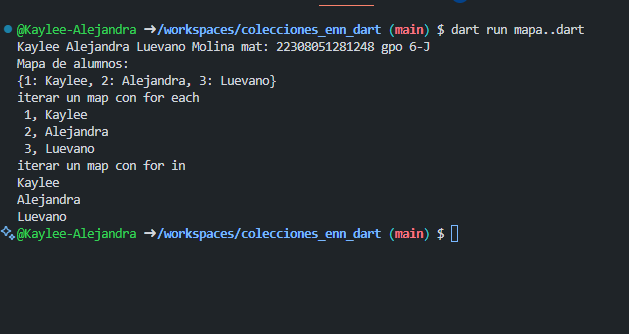 @Kaylee-Alejandra ➜/workspaces/colecciones_enn_dart (main) $ dart run mapa..dart
Kaylee Alejandra Luevano Molina mat: 22308051281248 gpo 6-J
Mapa de alumnos:
{1: Kaylee, 2: Alejandra, 3: Luevano}
iterar un map con for each
1, Kaylee
2, Alejandra
3, Luevano
iterar un map con for in
Kaylee
Alejandra
Luevano
@Kaylee-Alejandra ➜/workspaces/colecciones_enn_dart (main) $